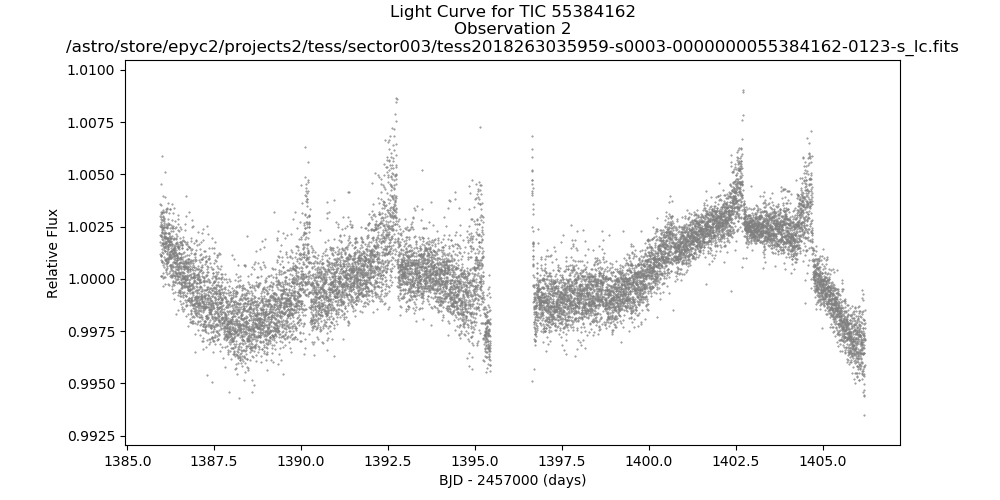 Light Curve for TIC 55384162
Observation 2
/astro/store/epyc2/projects2/tess/sector003/tess2018263035959-s0003-0000000055384162-0123-s_lc.fits
1.0100
1.0075
1.0050
1.0025
1.0000
0.9975
0.9950
0.9925
Relative Flux
1385.0 1387.5 1390.0 1392.5 1395.0 1397.5 1400.0 1402.5 1405.0
BJD - 2457000 (days)